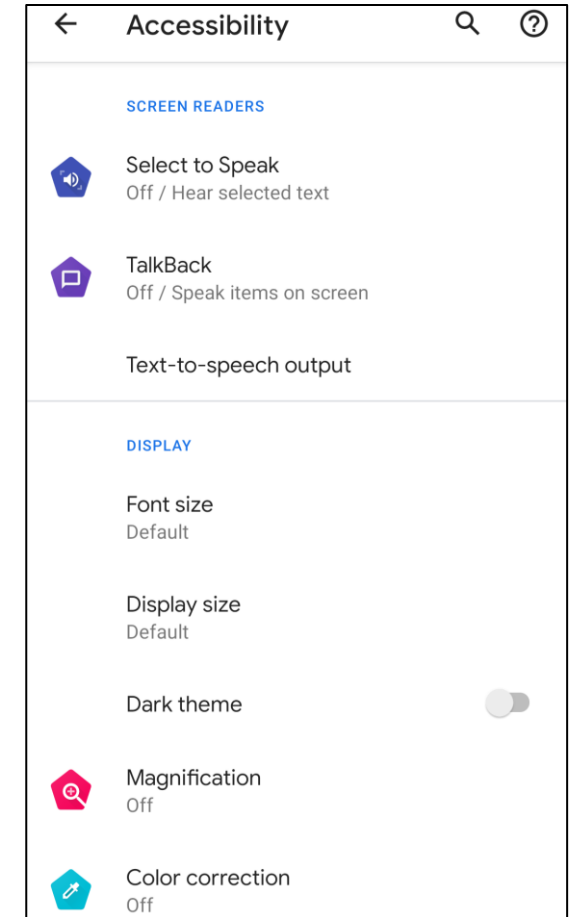 Accessibility
SCREEN READERS
Select to Speak
Off / Hear selected text
TalkBack
Off / Speak items on screen
Text-to-speech output
DISPLAY
Font size
Default
Display size
Default
Dark theme
Magnification
Off
Color correction
Off